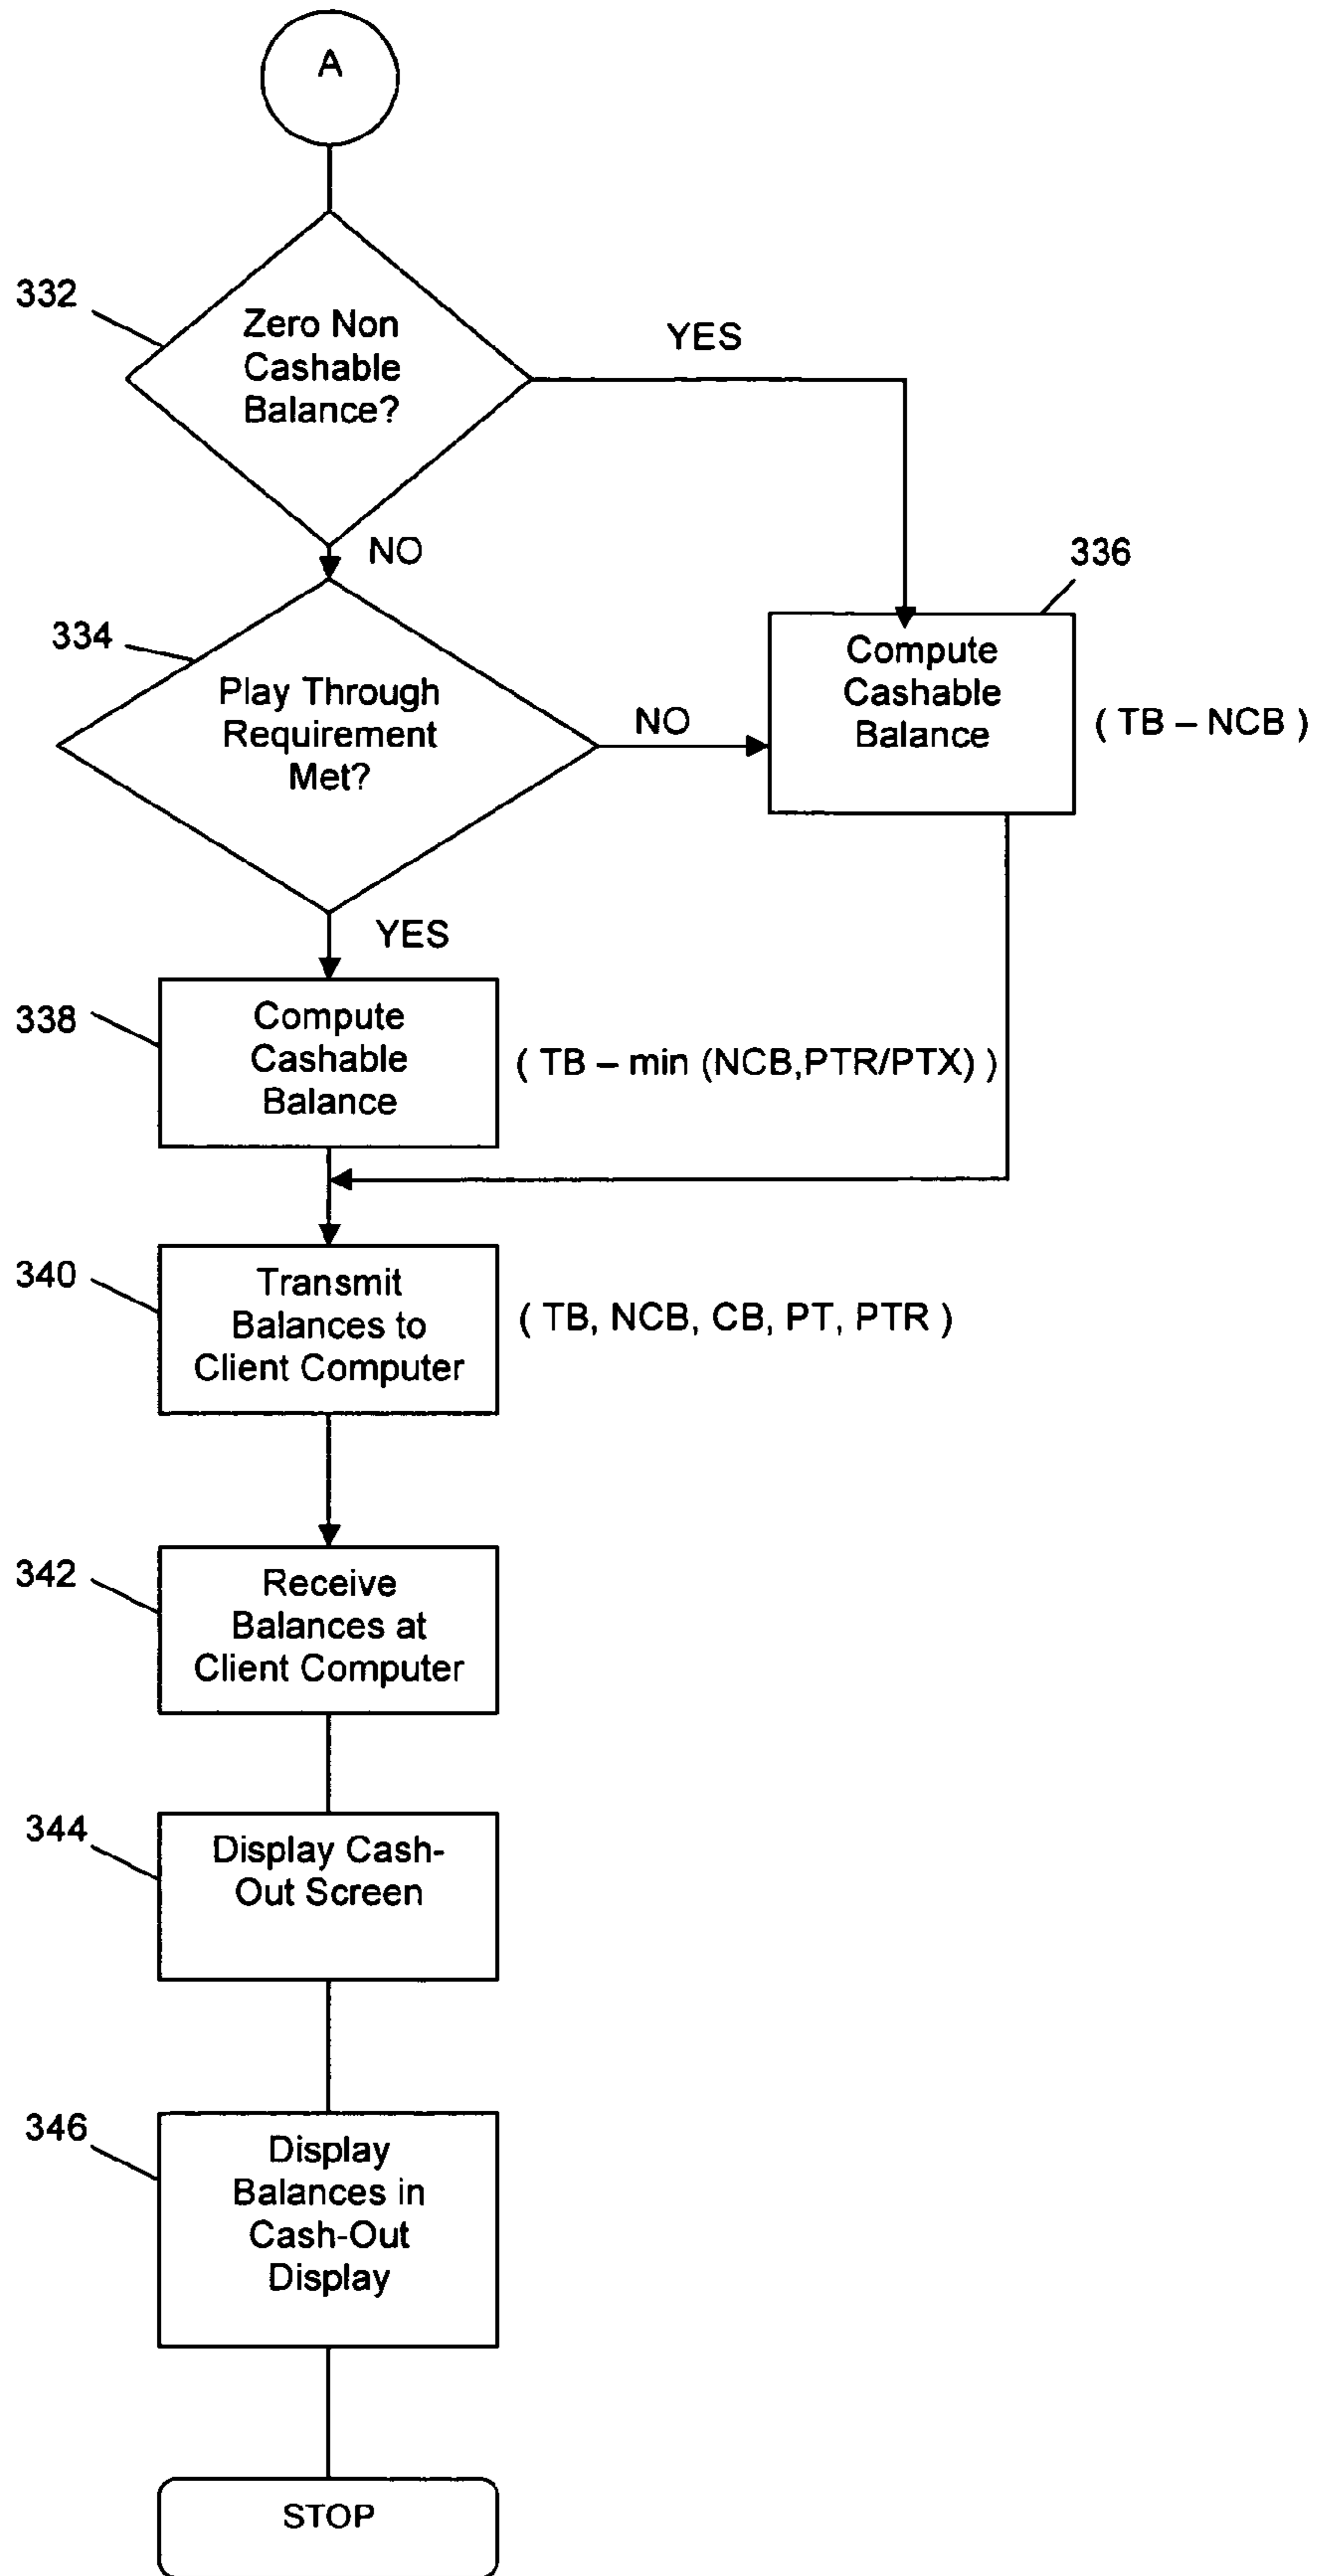 A
332
Zero Non
Cashable
Balance?
YES
NO
336
334
Play Through
Requirement
Met?
NO
Compute
Cashable
Balance
( TB – NCB )
YES
338
Compute
Cashable
Balance
( TB – min (NCB,PTR/PTX) )
340
Transmit
Balances to
Client Computer
( TB, NCB, CB, PT, PTR )
342
Receive
Balances at
Client Computer
344
Display Cash-
Out Screen
346
Display
Balances in
Cash-Out
Display
STOP